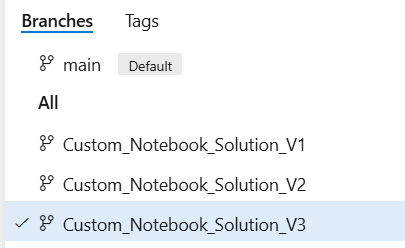 Branches Tags
main Default
All
Custom_Notebook_Solution_V1
Custom_Notebook_Solution_V2
Custom_Notebook_Solution_V3